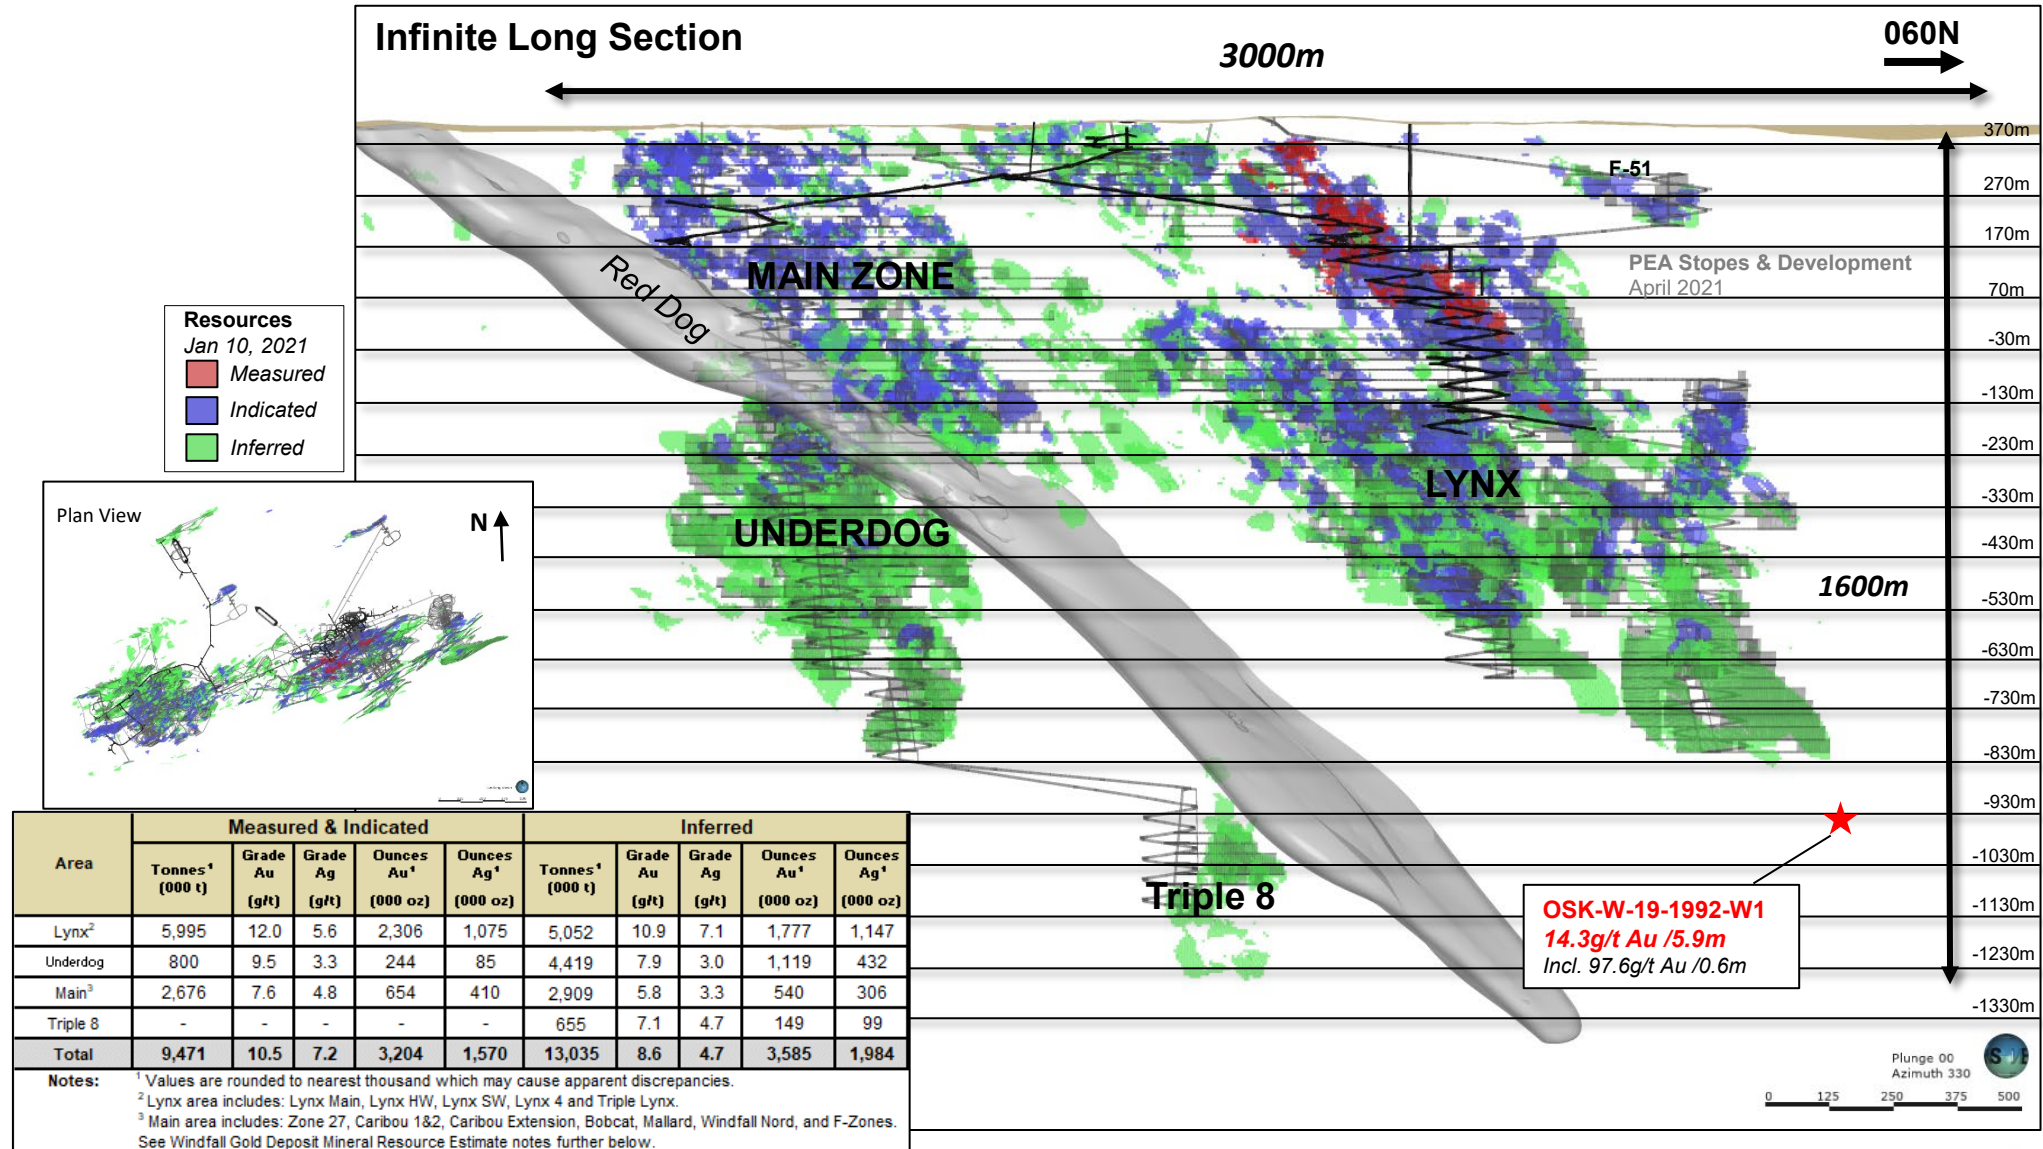 Infinite Long Section
3000m
060N
370m
F-51
270m
170m
Red Dog
MAIN ZONE
PEA Stopes & Development
April 2021
70m
Resources
Jan 10, 2021
Measured
Indicated
Inferred
-30m
-130m
-230m
LYNX
-330m
UNDERDOG
-430m
1600m
-530m
-630m
-730m
-830m
-930m
-1030m
Triple 8
-1130m
-1230m
-1330m
OSK-W-19-1992-W1
14.3g/t Au /5.9m
Incl. 97.6g/t Au /0.6m
Plan View
N
Area Measured & Indicated Inferred
Tonnes¹ (000 t) Grade Au (g/t) Grade Ag (g/t) Ounces Au¹ (000 oz) Ounces Ag¹ (000 oz) Tonnes¹ (000 t) Grade Au (g/t) Grade Ag (g/t) Ounces Au¹ (000 oz) Ounces Ag¹ (000 oz)
Lynx² 5,995 12.0 5.6 2,306 1,075 5,052 10.9 7.1 1,777 1,147
Underdog 800 9.5 3.3 244 85 4,419 7.9 3.0 1,119 432
Main³ 2,676 7.6 4.8 654 410 2,909 5.8 3.3 540 306
Triple 8 - - - - - 655 7.1 4.7 149 99
Total 9,471 10.5 7.2 3,204 1,570 13,035 8.6 4.7 3,585 1,984
Notes: ¹ Values are rounded to nearest thousand which may cause apparent discrepancies.
² Lynx area includes: Lynx Main, Lynx HW, Lynx SW, Lynx 4 and Triple Lynx.
³ Main area includes: Zone 27, Caribou 1&2, Caribou Extension, Bobcat, Mallard, Windfall Nord, and F-Zones.
See Windfall Gold Deposit Mineral Resource Estimate notes further below.
Plunge 00
Azimuth 330
S E
0 125 250 375 500